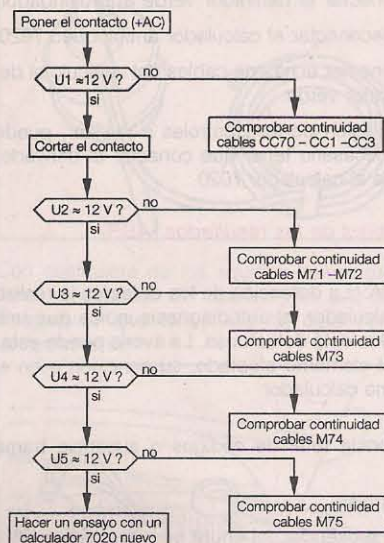 Poner el contacto (+AC)
U1 ≈12 V ?
no
si
Comprobar continuidad
cables CC70 – CC1 –CC3
Cortar el contacto
U2 ≈ 12 V ?
no
si
Comprobar continuidad
cables M71 –M72
U3 ≈ 12 V ?
no
si
Comprobar continuidad
cables M73
U4 ≈ 12 V ?
no
si
Comprobar continuidad
cables M74
U5 ≈ 12 V ?
no
si
Comprobar continuidad
cables M75
Hacer un ensayo con un
calculador 7020 nuevo